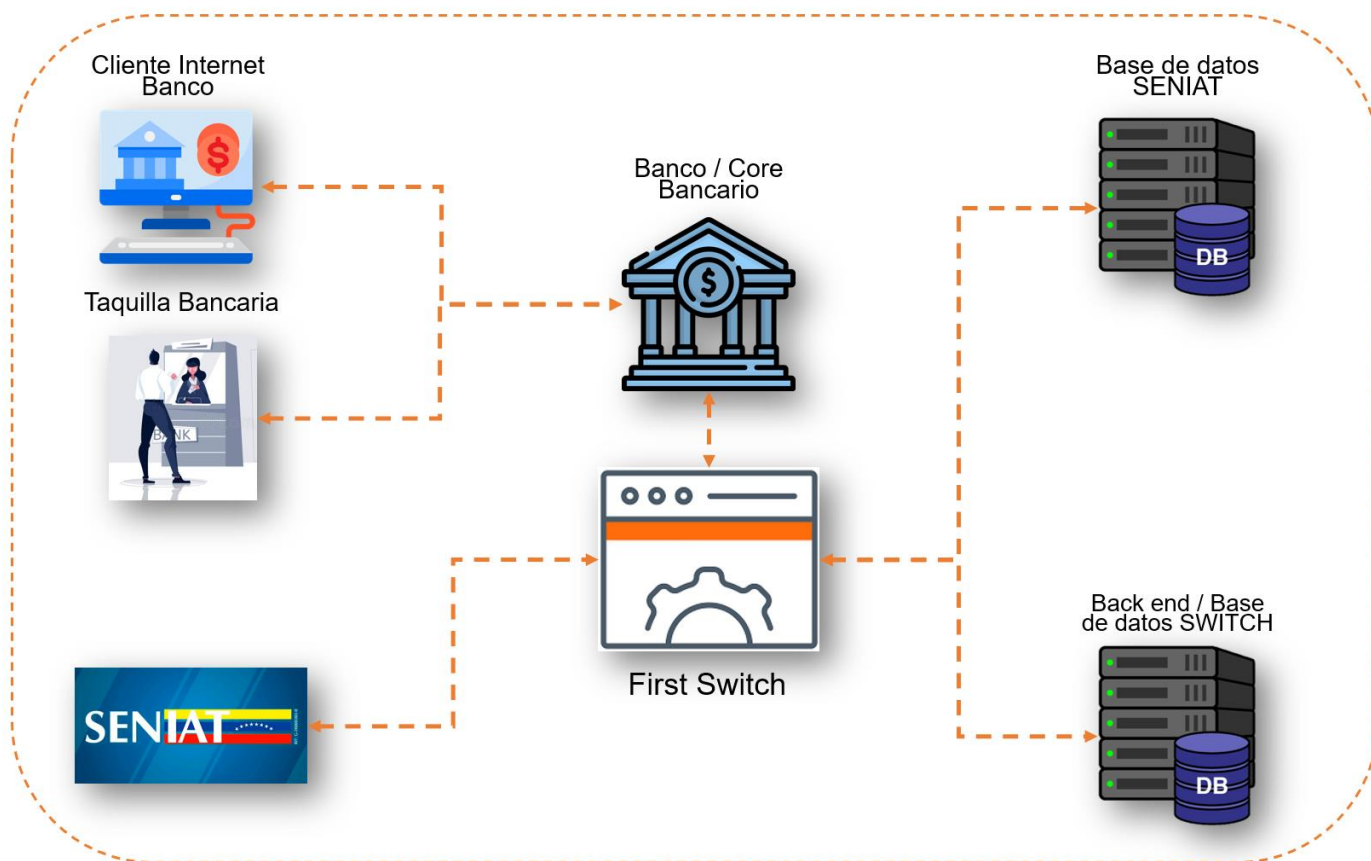 Cliente Internet
Banco
Base de datos
SENIAT
Banco / Core
Bancario
DB
Taquilla Bancaria
BANK
Back end / Base
de datos SWITCH
First Switch
SENIAT
DB